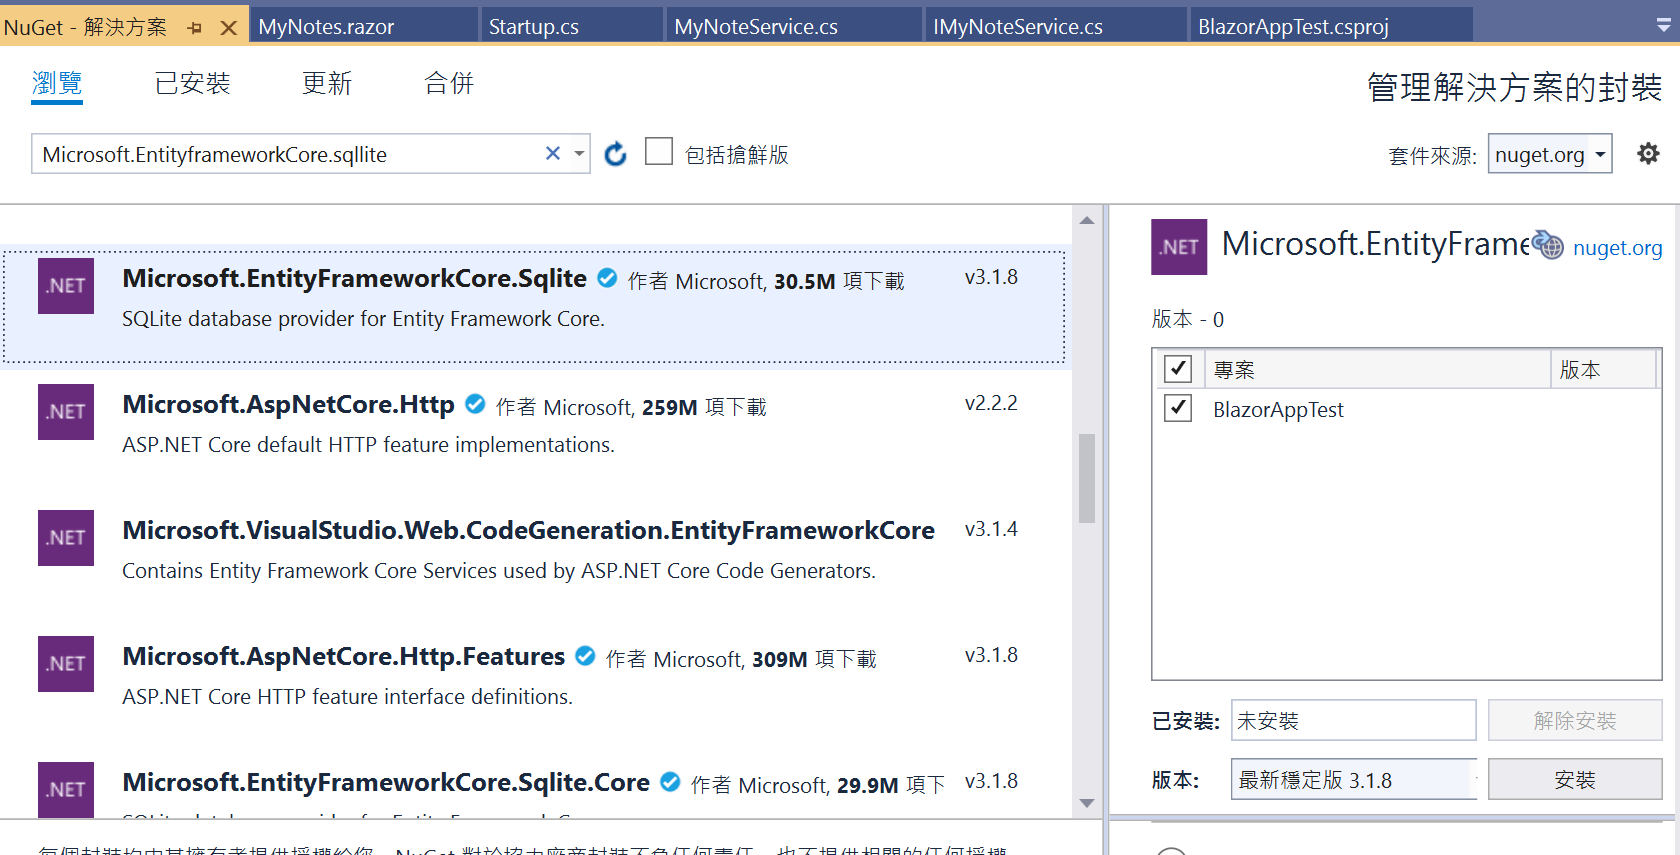 NuGet - 解決方案
MyNotes.razor
Startup.cs
MyNoteService.cs
IMyNoteService.cs
BlazorAppTest.csproj
瀏覽
已安裝
更新
合併
管理解決方案的封裝
Microsoft.EntityframeworkCore.sqllite
包括搶鮮版
套件來源: nuget.org
.NET
Microsoft.EntityFrameworkCore.Sqlite 作者 Microsoft, 30.5M 項下載 v3.1.8
SQLite database provider for Entity Framework Core.
.NET
Microsoft.AspNetCore.Http 作者 Microsoft, 259M 項下載 v2.2.2
ASP.NET Core default HTTP feature implementations.
.NET
Microsoft.VisualStudio.Web.CodeGeneration.EntityFrameworkCore v3.1.4
Contains Entity Framework Core Services used by ASP.NET Core Code Generators.
.NET
Microsoft.AspNetCore.Http.Features 作者 Microsoft, 309M 項下載 v3.1.8
ASP.NET Core HTTP feature interface definitions.
.NET
Microsoft.EntityFrameworkCore.Sqlite.Core 作者 Microsoft, 29.9M 項下 v3.1.8
.NET
Microsoft.EntityFrame nuget.org
版本 - 0
專案 版本
BlazorAppTest
已安裝: 未安裝 解除安裝
版本: 最新穩定版 3.1.8 安裝